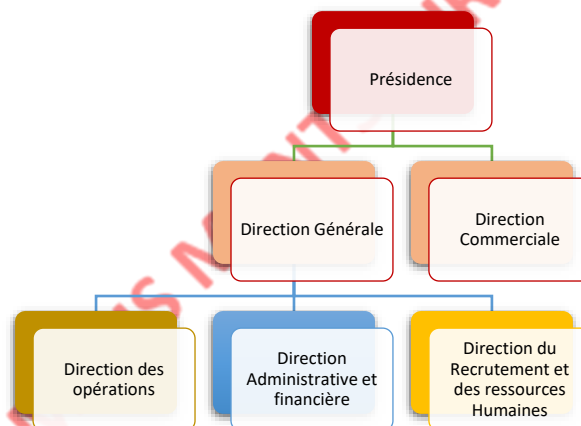 Présidence
Direction Générale
Direction
Commerciale
Direction des
opérations
Direction
Administrative et
financière
Direction du
Recrutement et
des ressources
Humaines